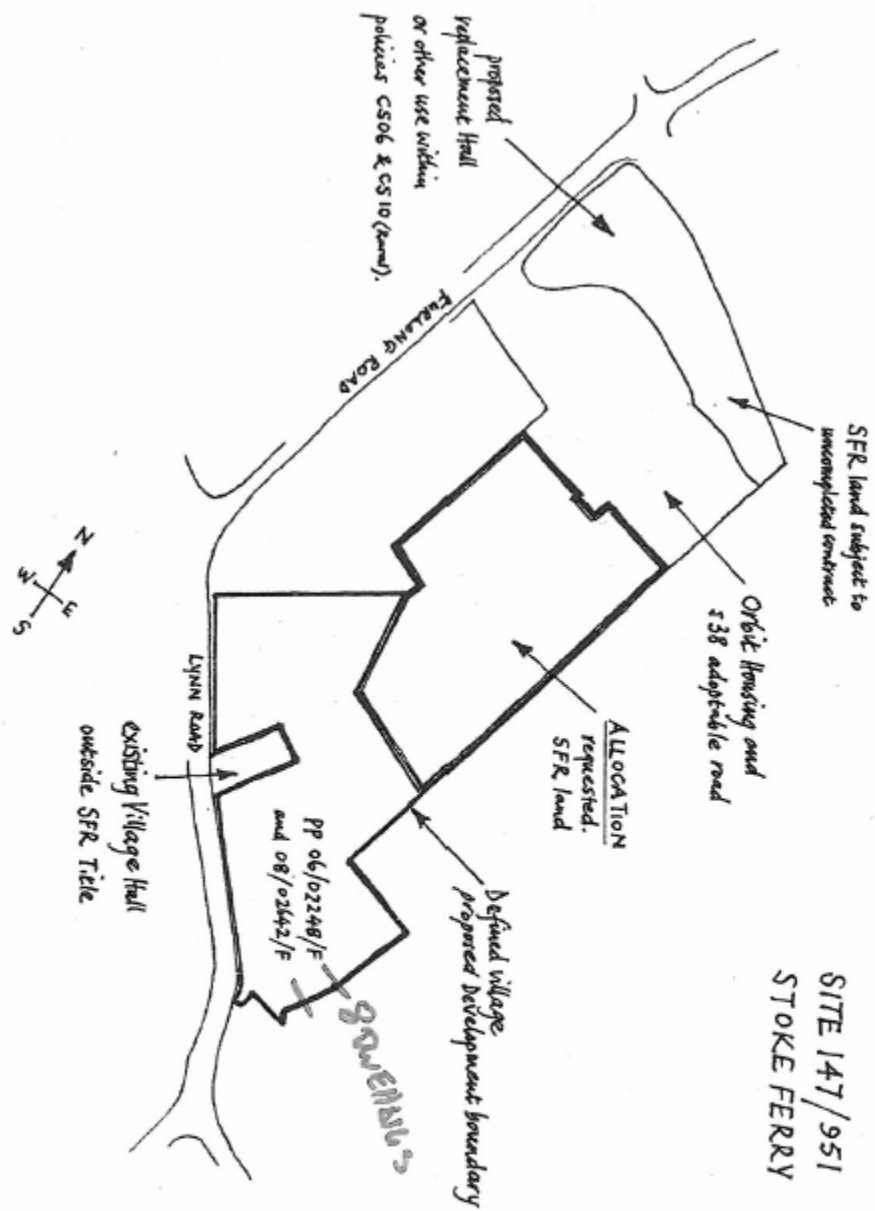 SITE 147/951
STOKE FERRY
SFR land subject to
uncompleted contract
Orbit Housing and
s38 adoptable road
ALLOCATION
requested.
SFR land
Defined village
proposed Development boundary
proposed
replacement Hall
or other use within
policies CS06 & CS10 (Rural).
FURLONG ROAD
LYNN ROAD
existing Village Hall
outside SFR Title
PP 06/02248/F
and 08/02642/F
8 DWELLINGS
N
W
E
S